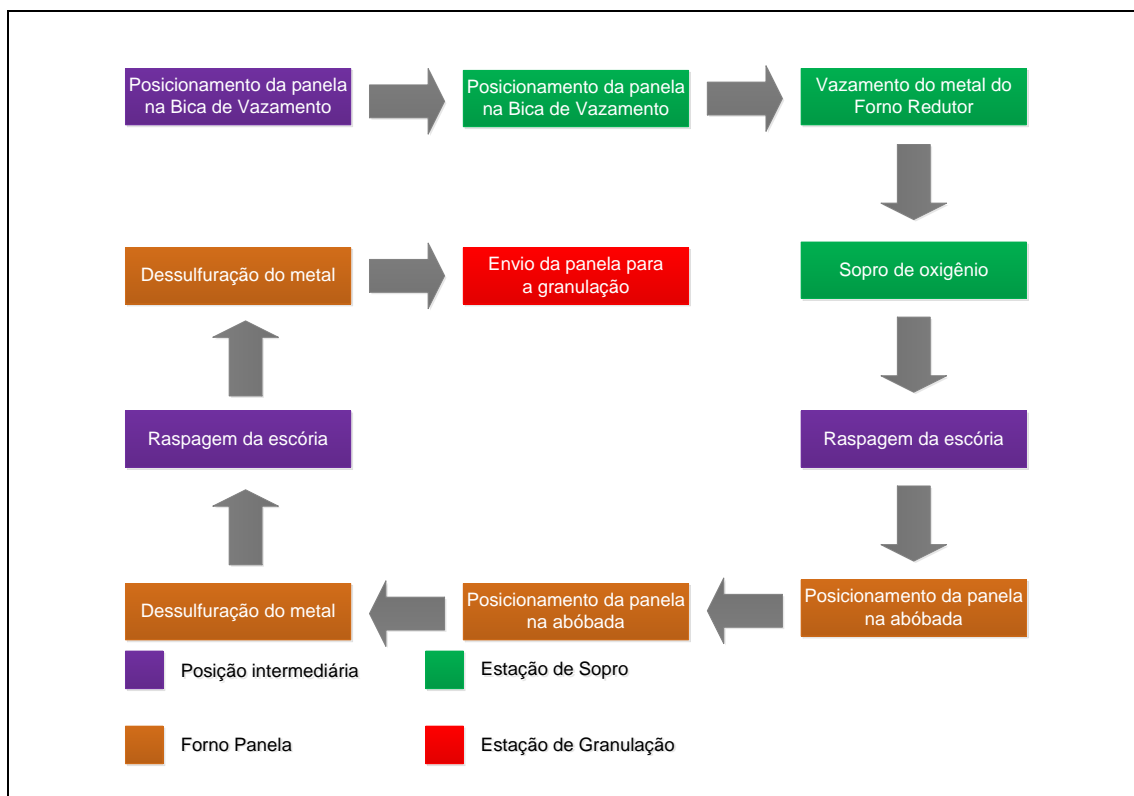 Posicionamento da panela
na Bica de Vazamento
Posicionamento da panela
na Bica de Vazamento
Vazamento do metal do
Forno Redutor
Dessulfuração do metal
Envio da panela para
a granulação
Sopro de oxigênio
Raspagem da escória
Raspagem da escória
Dessulfuração do metal
Posicionamento da panela
na abóbada
Posicionamento da panela
na abóbada
Posição intermediária
Estação de Sopro
Forno Panela
Estação de Granulação